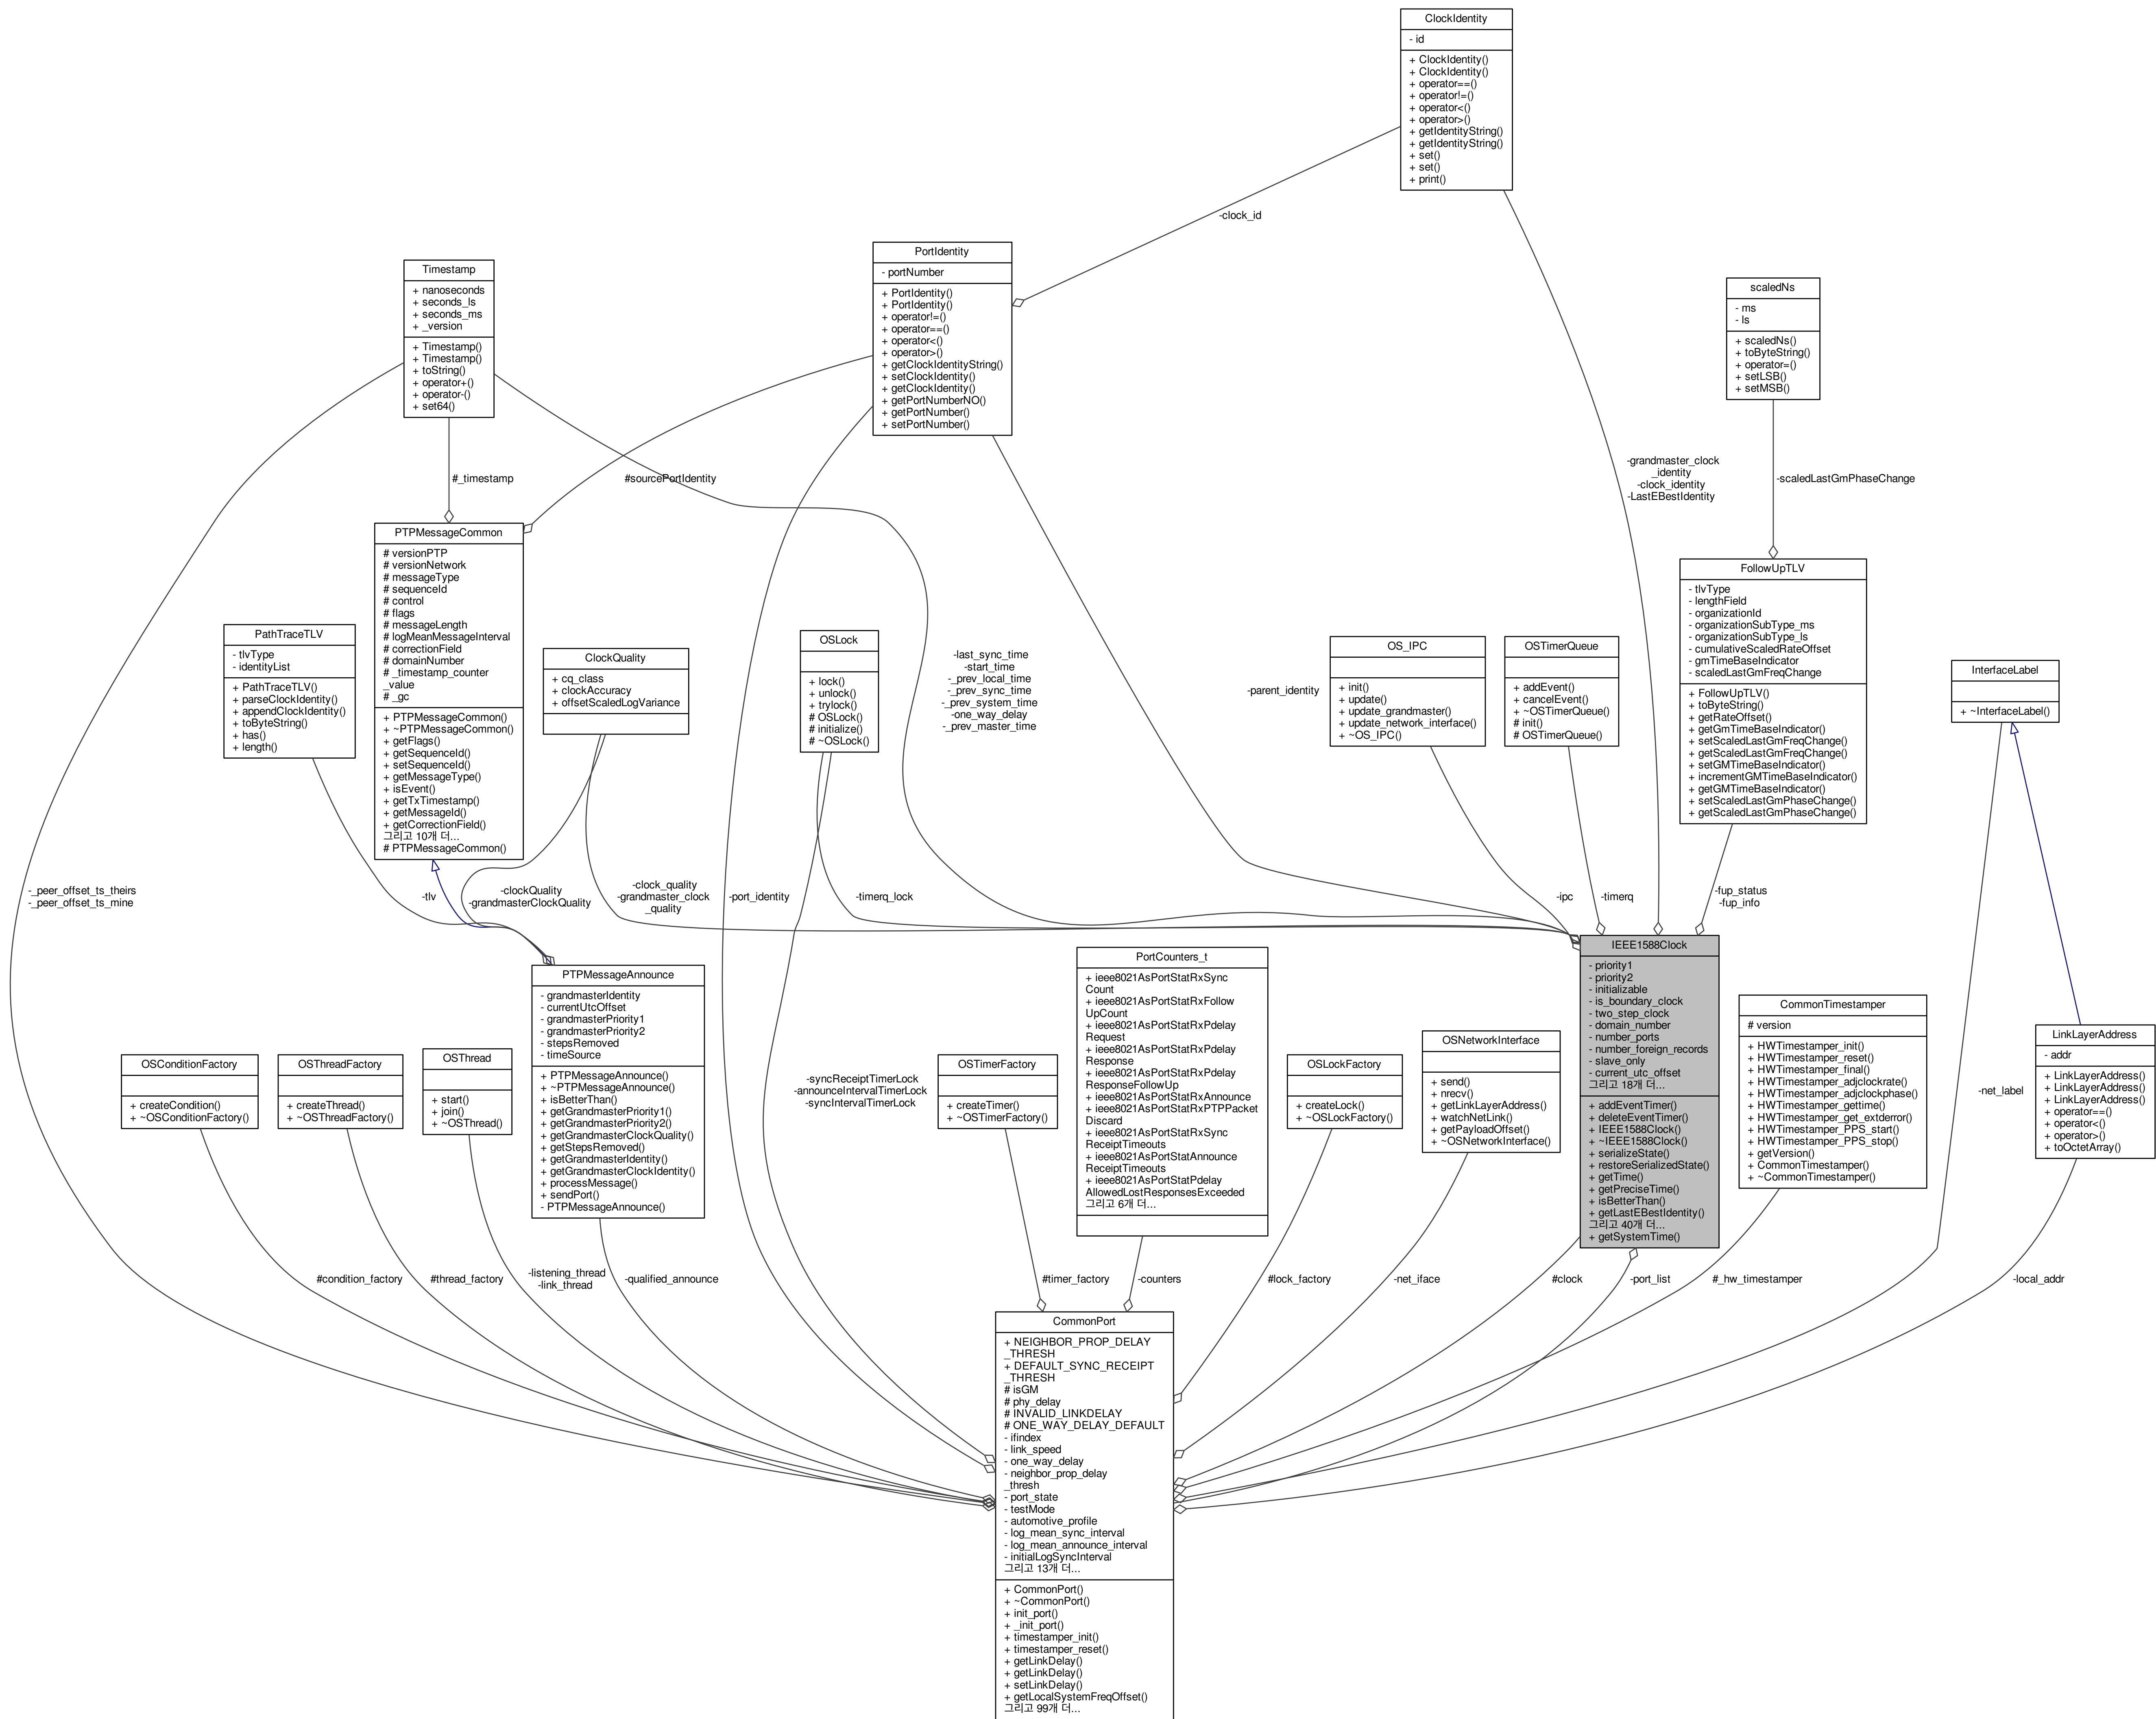 ClockIdentity
- id
+ ClockIdentity()
+ ClockIdentity()
+ operator==()
+ operator!=()
+ operator<()
+ operator>()
+ getIdentityString()
+ getIdentityString()
+ set()
+ set()
+ print()
-clock_id
PortIdentity
- portNumber
+ PortIdentity()
+ PortIdentity()
+ operator!=()
+ operator==()
+ operator<()
+ operator>()
+ getClockIdentityString()
+ setClockIdentity()
+ getClockIdentity()
+ getPortNumberNO()
+ getPortNumber()
+ setPortNumber()
Timestamp
+ nanoseconds
+ seconds_ls
+ seconds_ms
+ _version
+ Timestamp()
+ Timestamp()
+ toString()
+ operator+()
+ operator-()
+ set64()
scaledNs
- ms
- ls
+ scaledNs()
+ toByteString()
+ operator=()
+ setLSB()
+ setMSB()
#_timestamp
#sourcePortIdentity
-grandmaster_clock
_identity
-clock_identity
-LastEBestIdentity
-scaledLastGmPhaseChange
PTPMessageCommon
# versionPTP
# versionNetwork
# messageType
# sequenceId
# control
# flags
# messageLength
# logMeanMessageInterval
# correctionField
# domainNumber
# _timestamp_counter
_value
# _gc
+ PTPMessageCommon()
+ ~PTPMessageCommon()
+ getFlags()
+ getSequenceId()
+ setSequenceId()
+ getMessageType()
+ isEvent()
+ getTxTimestamp()
+ getMessageId()
+ getCorrectionField()
그리고 10개 더...
# PTPMessageCommon()
PathTraceTLV
- tlvType
- identityList
+ PathTraceTLV()
+ parseClockIdentity()
+ appendClockIdentity()
+ toByteString()
+ has()
+ length()
ClockQuality
+ cq_class
+ clockAccuracy
+ offsetScaledLogVariance
OSLock
+ lock()
+ unlock()
+ trylock()
# OSLock()
# initialize()
# ~OSLock()
-last_sync_time
-start_time
-_prev_local_time
-_prev_sync_time
-_prev_system_time
-one_way_delay
-_prev_master_time
-parent_identity
OS_IPC
+ init()
+ update()
+ update_grandmaster()
+ update_network_interface()
+ ~OS_IPC()
OSTimerQueue
+ addEvent()
+ cancelEvent()
+ ~OSTimerQueue()
# init()
# OSTimerQueue()
FollowUpTLV
- tlvType
- lengthField
- organizationId
- organizationSubType_ms
- organizationSubType_ls
- cumulativeScaledRateOffset
- gmTimeBaseIndicator
- scaledLastGmFreqChange
+ FollowUpTLV()
+ toByteString()
+ getRateOffset()
+ getGmTimeBaseIndicator()
+ setScaledLastGmFreqChange()
+ getScaledLastGmFreqChange()
+ setGMTimeBaseIndicator()
+ incrementGMTimeBaseIndicator()
+ getGMTimeBaseIndicator()
+ setScaledLastGmPhaseChange()
+ getScaledLastGmPhaseChange()
InterfaceLabel
+ ~InterfaceLabel()
-_peer_offset_ts_theirs
-_peer_offset_ts_mine
-tlv
-clockQuality
-grandmasterClockQuality
-clock_quality
-grandmaster_clock
_quality
-port_identity
-timerq_lock
-ipc
-timerq
-fup_status
-fup_info
PTPMessageAnnounce
- grandmasterIdentity
- currentUtcOffset
- grandmasterPriority1
- grandmasterPriority2
- stepsRemoved
- timeSource
+ PTPMessageAnnounce()
+ ~PTPMessageAnnounce()
+ isBetterThan()
+ getGrandmasterPriority1()
+ getGrandmasterPriority2()
+ getGrandmasterClockQuality()
+ getStepsRemoved()
+ getGrandmasterIdentity()
+ getGrandmasterClockIdentity()
+ processMessage()
+ sendPort()
- PTPMessageAnnounce()
PortCounters_t
+ ieee8021AsPortStatRxSync
Count
+ ieee8021AsPortStatRxFollow
UpCount
+ ieee8021AsPortStatRxPdelay
Request
+ ieee8021AsPortStatRxPdelay
Response
+ ieee8021AsPortStatRxPdelay
ResponseFollowUp
+ ieee8021AsPortStatRxAnnounce
+ ieee8021AsPortStatRxPTPPacket
Discard
+ ieee8021AsPortStatRxSync
ReceiptTimeouts
+ ieee8021AsPortStatAnnounce
ReceiptTimeouts
+ ieee8021AsPortStatPdelay
AllowedLostResponsesExceeded
그리고 6개 더...
IEEE1588Clock
- priority1
- priority2
- initializable
- is_boundary_clock
- two_step_clock
- domain_number
- number_ports
- number_foreign_records
- slave_only
- current_utc_offset
그리고 18개 더...
+ addEventTimer()
+ deleteEventTimer()
+ IEEE1588Clock()
+ ~IEEE1588Clock()
+ serializeState()
+ restoreSerializedState()
+ getTime()
+ getPreciseTime()
+ isBetterThan()
+ getLastEBestIdentity()
그리고 40개 더...
+ getSystemTime()
CommonTimestamper
# version
+ HWTimestamper_init()
+ HWTimestamper_reset()
+ HWTimestamper_final()
+ HWTimestamper_adjclockrate()
+ HWTimestamper_adjclockphase()
+ HWTimestamper_gettime()
+ HWTimestamper_get_extderror()
+ HWTimestamper_PPS_start()
+ HWTimestamper_PPS_stop()
+ getVersion()
+ CommonTimestamper()
+ ~CommonTimestamper()
-net_label
LinkLayerAddress
- addr
+ LinkLayerAddress()
+ LinkLayerAddress()
+ LinkLayerAddress()
+ operator==()
+ operator<()
+ operator>()
+ toOctetArray()
OSConditionFactory
+ createCondition()
+ ~OSConditionFactory()
OSThreadFactory
+ createThread()
+ ~OSThreadFactory()
OSThread
+ start()
+ join()
+ ~OSThread()
-syncReceiptTimerLock
-announceIntervalTimerLock
-syncIntervalTimerLock
OSTimerFactory
+ createTimer()
+ ~OSTimerFactory()
OSLockFactory
+ createLock()
+ ~OSLockFactory()
OSNetworkInterface
+ send()
+ nrecv()
+ getLinkLayerAddress()
+ watchNetLink()
+ getPayloadOffset()
+ ~OSNetworkInterface()
#condition_factory
#thread_factory
-listening_thread
-link_thread
-qualified_announce
#timer_factory
-counters
#lock_factory
-net_iface
#clock
-port_list
#_hw_timestamper
-local_addr
CommonPort
+ NEIGHBOR_PROP_DELAY
_THRESH
+ DEFAULT_SYNC_RECEIPT
_THRESH
# isGM
# phy_delay
# INVALID_LINKDELAY
# ONE_WAY_DELAY_DEFAULT
- ifindex
- link_speed
- one_way_delay
- neighbor_prop_delay
_thresh
- port_state
- testMode
- automotive_profile
- log_mean_sync_interval
- log_mean_announce_interval
- initialLogSyncInterval
그리고 13개 더...
+ CommonPort()
+ ~CommonPort()
+ init_port()
+ _init_port()
+ timestamper_init()
+ timestamper_reset()
+ getLinkDelay()
+ getLinkDelay()
+ setLinkDelay()
+ getLocalSystemFreqOffset()
그리고 99개 더...